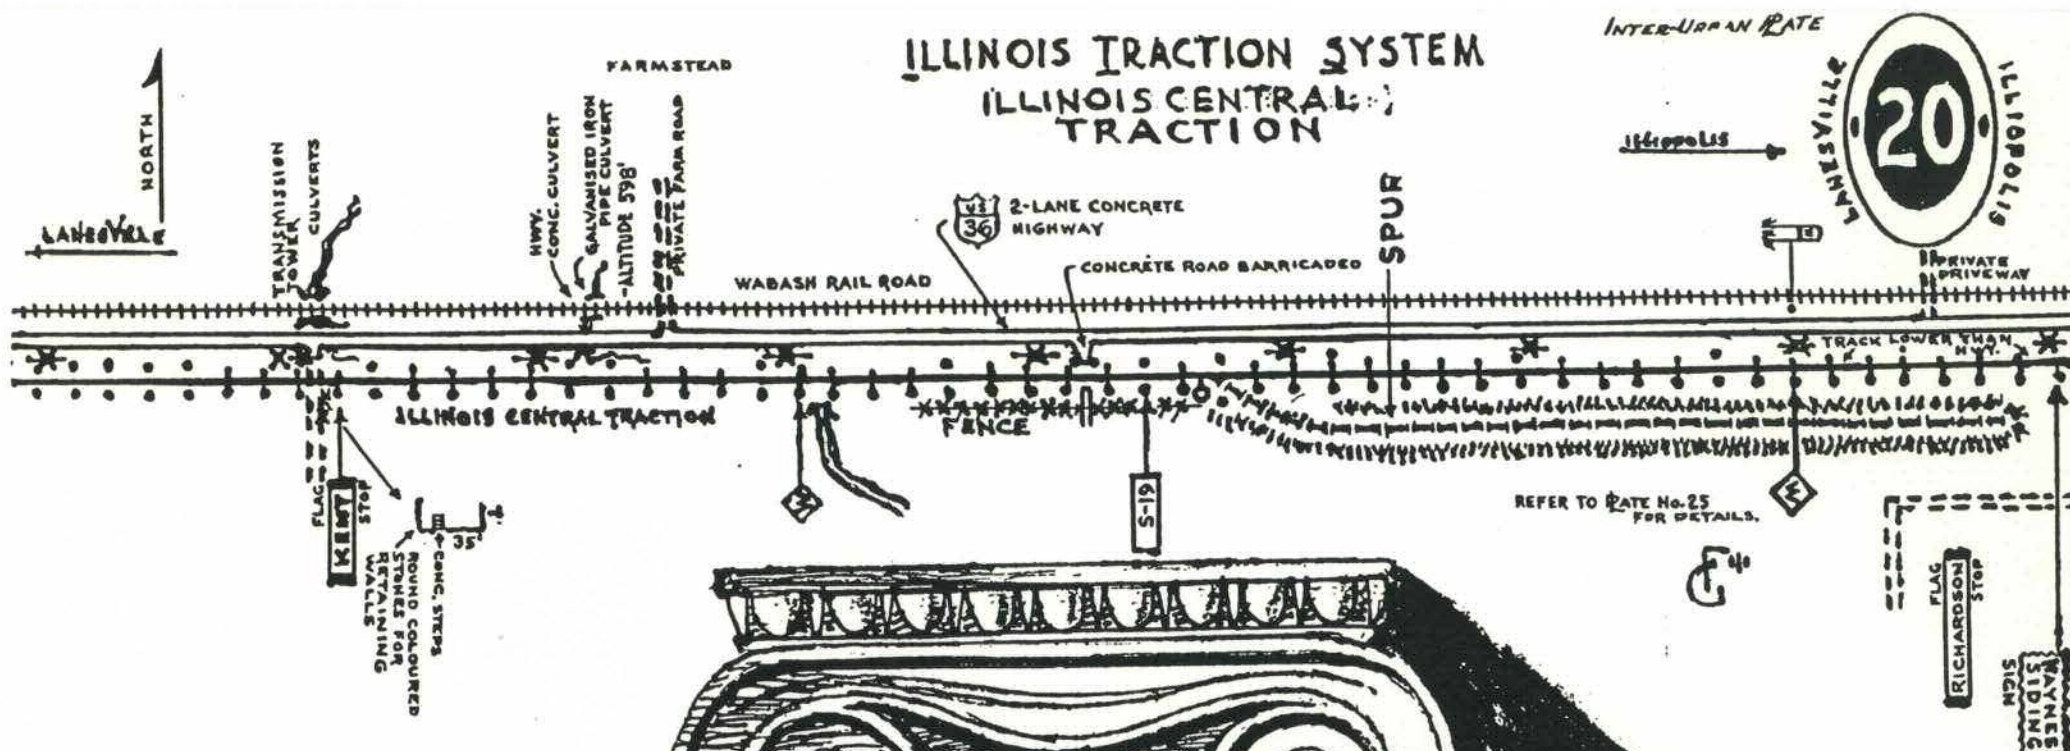 INTER-URBAN PLATE
ILLINOIS TRACTION SYSTEM
ILLINOIS CENTRAL
TRACTION
LANESVILLE
20
ILLIOPOLIS
Illiopolis
NORTH
LANESVILLE
TRANSMISSION
TOWER
CULVERTS
HWY.
CONC. CULVERT
GALVANISED IRON
PIPE CULVERT
-ALTITUDE 598'
FARMSTEAD
PRIVATE FARM ROAD
WABASH RAIL ROAD
US
36
2-LANE CONCRETE
HIGHWAY
CONCRETE ROAD BARRICADED
SPUR
PRIVATE
DRIVEWAY
TRACK LOWER THAN
HWY.
ILLINOIS CENTRAL TRACTION
FENCE
FLAG
KENT
STOP
35'
CONC. STEPS
ROUND COLOURED
STONES FOR
RETAINING
WALLS
W
S-19
W
REFER TO PLATE No. 25
FOR DETAILS.
FLAG
RICHARDSON
STOP
WAYNEE
SIDING
SIGN